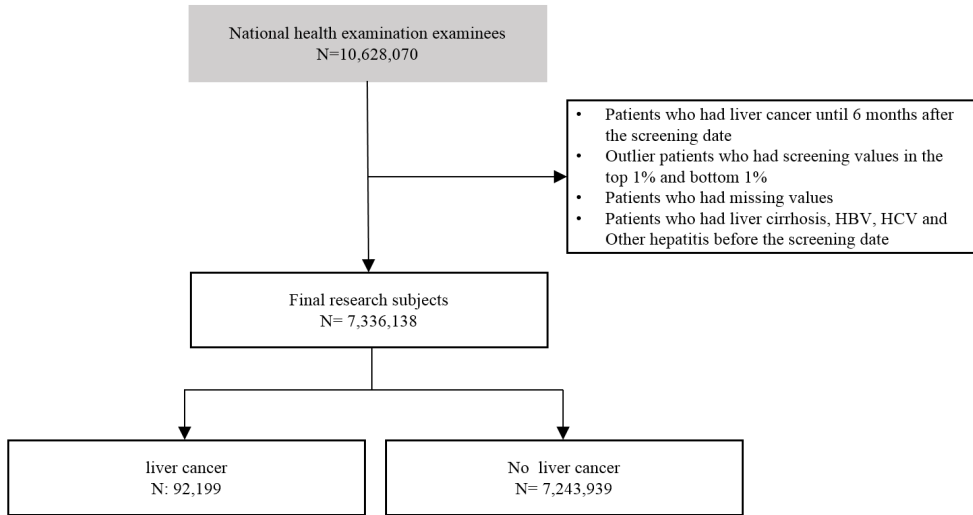 National health examination examinees
N=10,628,070
• Patients who had liver cancer until 6 months after
the screening date
• Outlier patients who had screening values in the
top 1% and bottom 1%
• Patients who had missing values
• Patients who had liver cirrhosis, HBV, HCV and
Other hepatitis before the screening date
Final research subjects
N= 7,336,138
liver cancer
N: 92,199
No liver cancer
N= 7,243,939